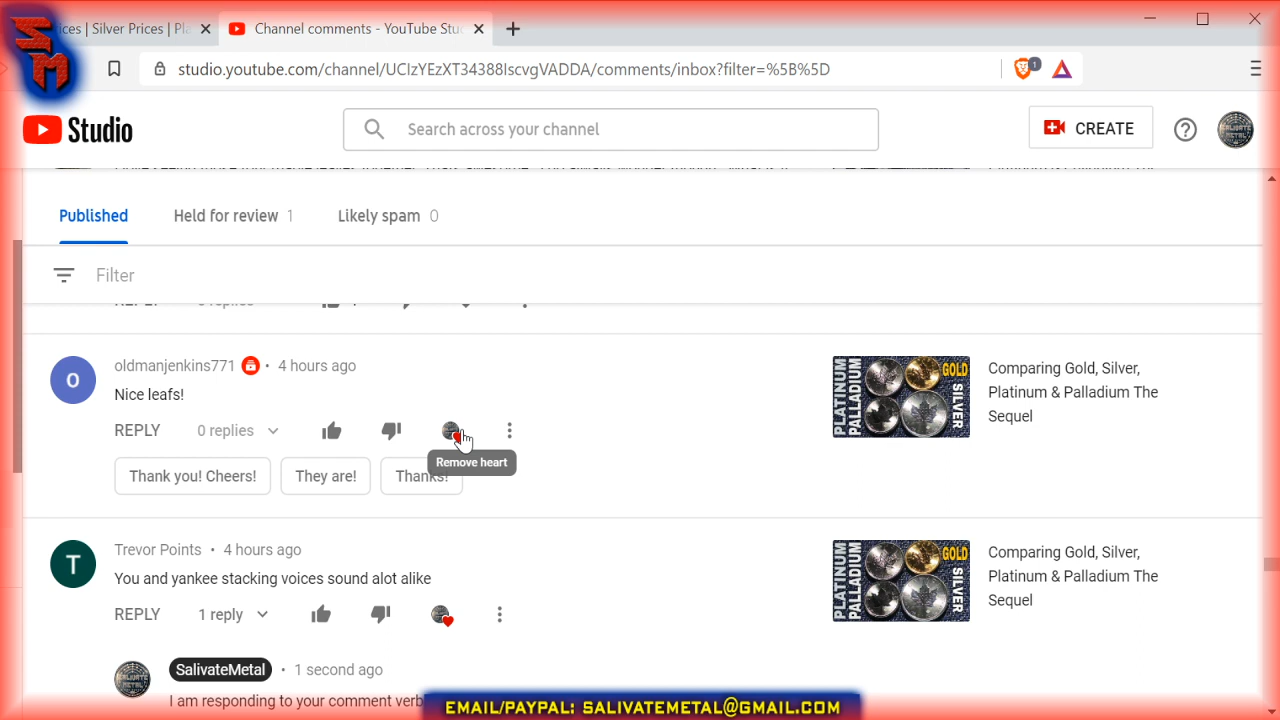 SM
ices | Silver Prices | Pla
Channel comments - YouTube Stu
studio.youtube.com/channel/UCIzYEzXT34388IscvgVADDA/comments/inbox?filter=%5B%5D
1
Studio
Search across your channel
CREATE
Published
Held for review 1
Likely spam 0
Filter
oldmanjenkins771 • 4 hours ago
Nice leafs!
REPLY
0 replies
Remove heart
Thank you! Cheers!
They are!
Thanks!
PLATINUM
PALLADIUM
GOLD
SILVER
Comparing Gold, Silver,
Platinum & Palladium The
Sequel
T
Trevor Points • 4 hours ago
You and yankee stacking voices sound alot alike
REPLY
1 reply
PLATINUM
PALLADIUM
GOLD
SILVER
Comparing Gold, Silver,
Platinum & Palladium The
Sequel
SalivateMetal • 1 second ago
I am responding to your comment verb
EMAIL/PAYPAL: SALIVATEMETAL@GMAIL.COM